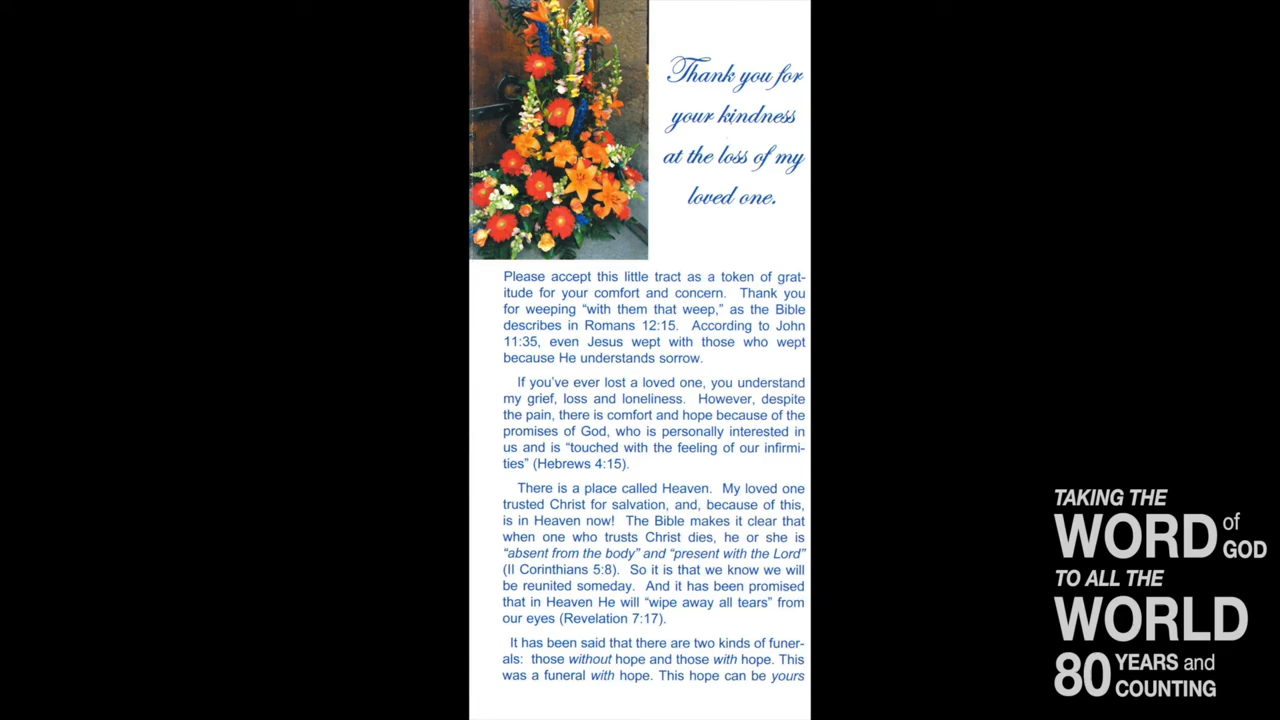 Thank you for
your kindness
at the loss of my
loved one.
Please accept this little tract as a token of grat-
itude for your comfort and concern. Thank you
for weeping “with them that weep,” as the Bible
describes in Romans 12:15. According to John
11:35, even Jesus wept with those who wept
because He understands sorrow.
If you’ve ever lost a loved one, you understand
my grief, loss and loneliness. However, despite
the pain, there is comfort and hope because of the
promises of God, who is personally interested in
us and is “touched with the feeling of our infirmi-
ties” (Hebrews 4:15).
There is a place called Heaven. My loved one
trusted Christ for salvation, and, because of this,
is in Heaven now! The Bible makes it clear that
when one who trusts Christ dies, he or she is
“absent from the body” and “present with the Lord”
(II Corinthians 5:8). So it is that we know we will
be reunited someday. And it has been promised
that in Heaven He will “wipe away all tears” from
our eyes (Revelation 7:17).
It has been said that there are two kinds of funer-
als: those without hope and those with hope. This
was a funeral with hope. This hope can be yours
TAKING THE
WORD of GOD
TO ALL THE
WORLD
80 YEARS and COUNTING